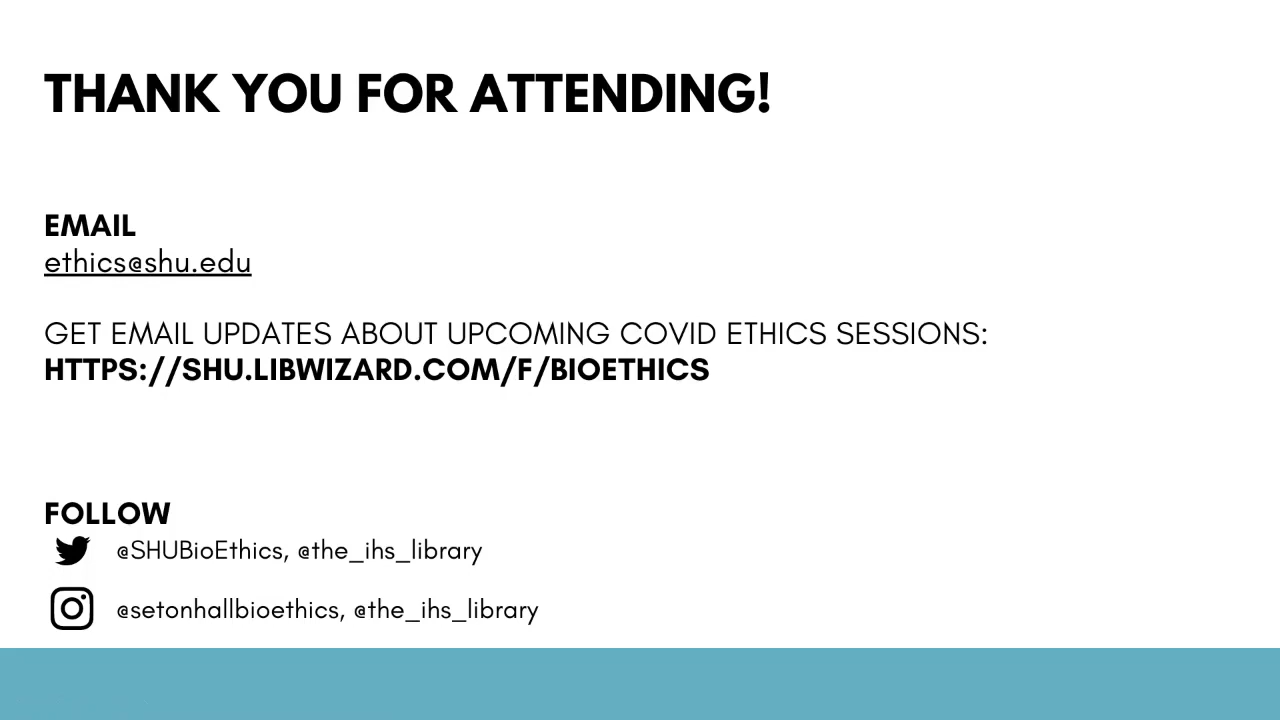 THANK YOU FOR ATTENDING!
EMAIL
ethics@shu.edu
GET EMAIL UPDATES ABOUT UPCOMING COVID ETHICS SESSIONS:
HTTPS://SHU.LIBWIZARD.COM/F/BIOETHICS
FOLLOW
@SHUBioEthics, @the_ihs_library
@setonhallbioethics, @the_ihs_library